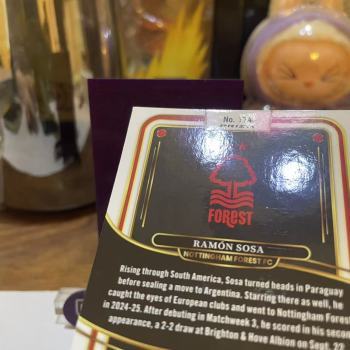 No. 174
PRIZM
FOREST
RAMÓN SOSA
NOTTINGHAM FOREST FC
Rising through South America, Sosa turned heads in Paraguay
before sealing a move to Argentina. Starring there as well, he
caught the eyes of European clubs and went to Nottingham Forest
in 2024-25. After debuting in Matchweek 3, he scored in his second
appearance, a 2-2 draw at Brighton & Hove Albion on Sept. 22